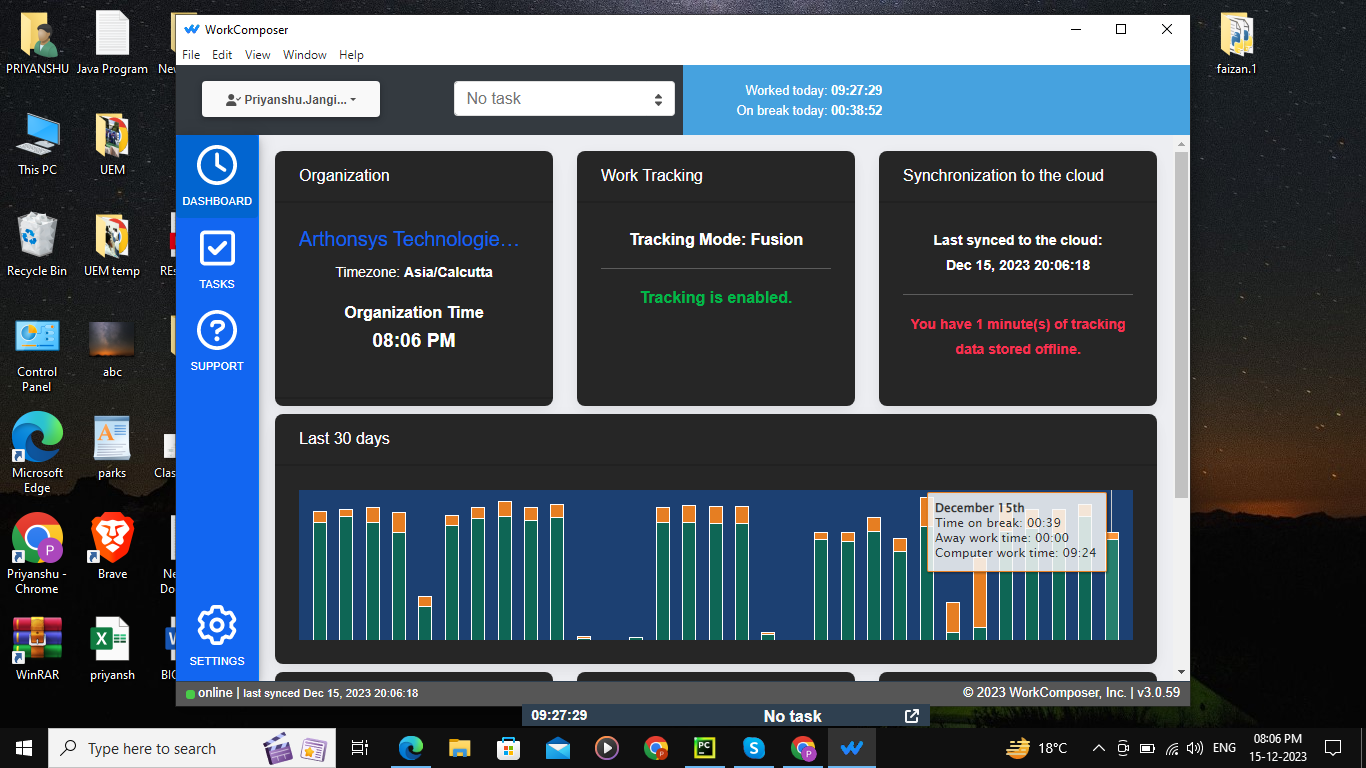 PRIYANSHU
Java Program
New
This PC
UEM
Recycle Bin
UEM temp
REs
Control
Panel
abc
Microsoft
Edge
parks
Clas
Priyanshu -
Chrome
Brave
Ne
Do
WinRAR
priyansh
BIO
faizan.1
WorkComposer
File Edit View Window Help
Priyanshu.Jangi...
No task
Worked today: 09:27:29
On break today: 00:38:52
DASHBOARD
TASKS
SUPPORT
SETTINGS
Organization
Arthonsys Technologie...
Timezone: Asia/Calcutta
Organization Time
08:06 PM
Work Tracking
Tracking Mode: Fusion
Tracking is enabled.
Synchronization to the cloud
Last synced to the cloud:
Dec 15, 2023 20:06:18
You have 1 minute(s) of tracking
data stored offline.
Last 30 days
December 15th
Time on break: 00:39
Away work time: 00:00
Computer work time: 09:24
online | last synced Dec 15, 2023 20:06:18
© 2023 WorkComposer, Inc. | v3.0.59
09:27:29 No task
Type here to search
18°C
ENG
08:06 PM
15-12-2023